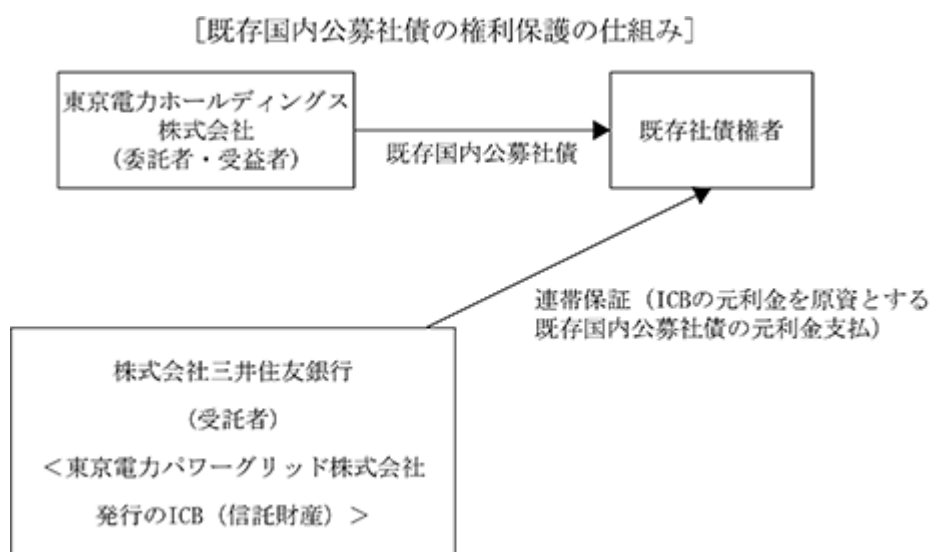 [既存国内公募社債の権利保護の仕組み]
東京電力ホールディングス
株式会社
(委託者・受益者)
既存国内公募社債
既存社債権者
連帯保証（ICBの元利金を原資とする
既存国内公募社債の元利金支払)
株式会社三井住友銀行
(受託者)
＜東京電力パワーグリッド株式会社
発行のICB（信託財産）＞